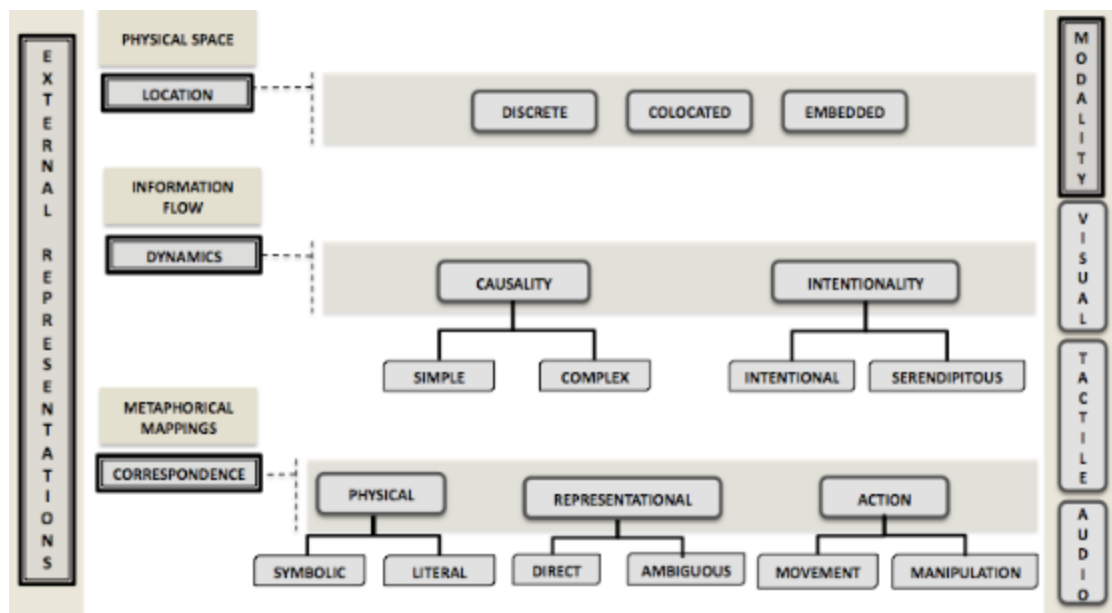 EXTERNAL REPRESENTATIONS
PHYSICAL SPACE
LOCATION
DISCRETE
COLOCATED
EMBEDDED
INFORMATION
FLOW
DYNAMICS
CAUSALITY
INTENTIONALITY
SIMPLE
COMPLEX
INTENTIONAL
SERENDIPITOUS
METAPHORICAL
MAPPINGS
CORRESPONDENCE
PHYSICAL
REPRESENTATIONAL
ACTION
SYMBOLIC
LITERAL
DIRECT
AMBIGUOUS
MOVEMENT
MANIPULATION
MODALITY
VISUAL
TACTILE
AUDIO